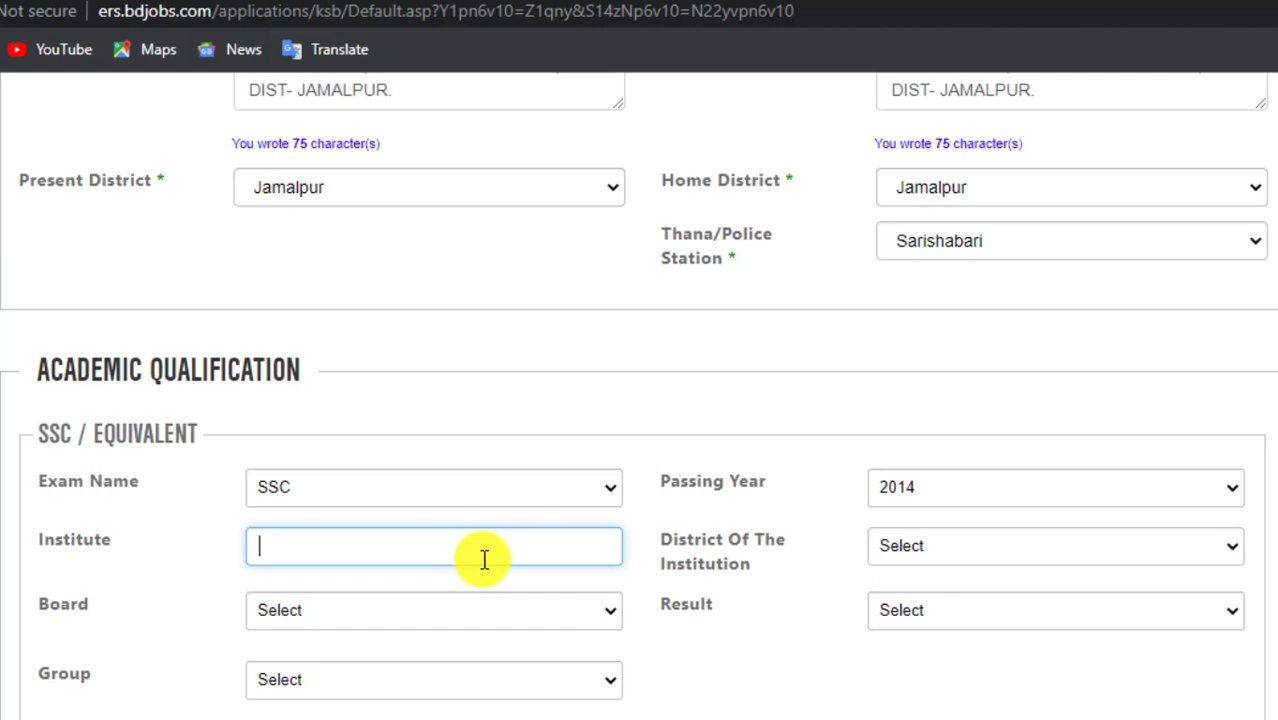 Not secure | ers.bdjobs.com/applications/ksb/Default.asp?Y1pn6v10=Z1qny&S14zNp6v10=N22yvpn6v10
YouTube Maps News Translate
DIST- JAMALPUR. DIST- JAMALPUR.
You wrote 75 character(s) You wrote 75 character(s)
Present District * Jamalpur Home District * Jamalpur
Thana/Police Station * Sarishabari
ACADEMIC QUALIFICATION
SSC / EQUIVALENT
Exam Name SSC Passing Year 2014
Institute District Of The Institution Select
Board Select Result Select
Group Select